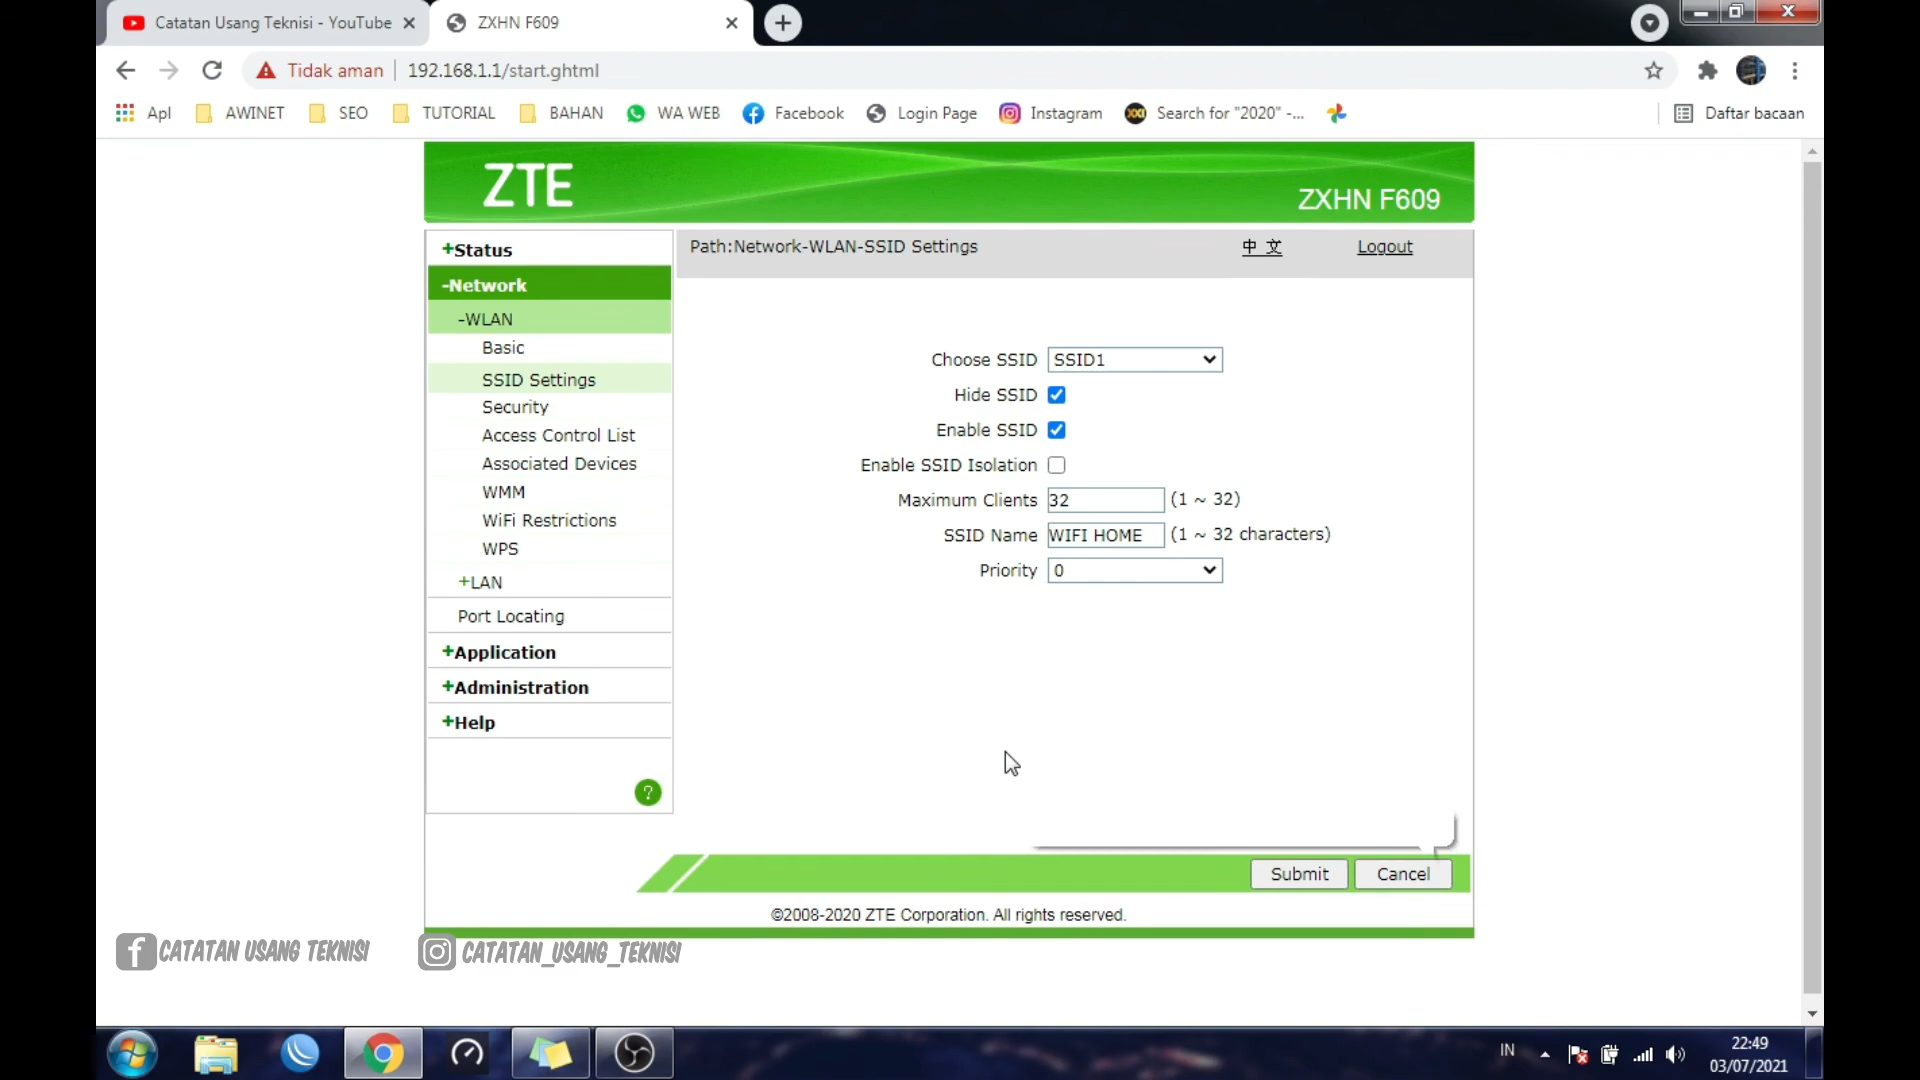 Catatan Usang Teknisi - YouTube
ZXHN F609
Tidak aman
192.168.1.1/start.ghtml
Apl
AWINET
SEO
TUTORIAL
BAHAN
WA WEB
Facebook
Login Page
Instagram
Search for "2020" -...
Daftar bacaan
ZTE
ZXHN F609
+Status
-Network
-WLAN
Basic
SSID Settings
Security
Access Control List
Associated Devices
WMM
WiFi Restrictions
WPS
+LAN
Port Locating
+Application
+Administration
+Help
?
Path:Network-WLAN-SSID Settings
中 文
Logout
Choose SSID SSID1
Hide SSID
Enable SSID
Enable SSID Isolation
Maximum Clients 32 (1 ~ 32)
SSID Name WIFI HOME (1 ~ 32 characters)
Priority 0
Submit
Cancel
©2008-2020 ZTE Corporation. All rights reserved.
CATATAN USANG TEKNISI
CATATAN_USANG_TEKNISI
IN
22:49
03/07/2021